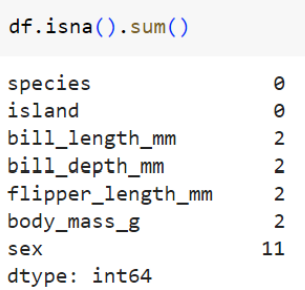 df.isna().sum()
species 0
island 0
bill_length_mm 2
bill_depth_mm 2
flipper_length_mm 2
body_mass_g 2
sex 11
dtype: int64